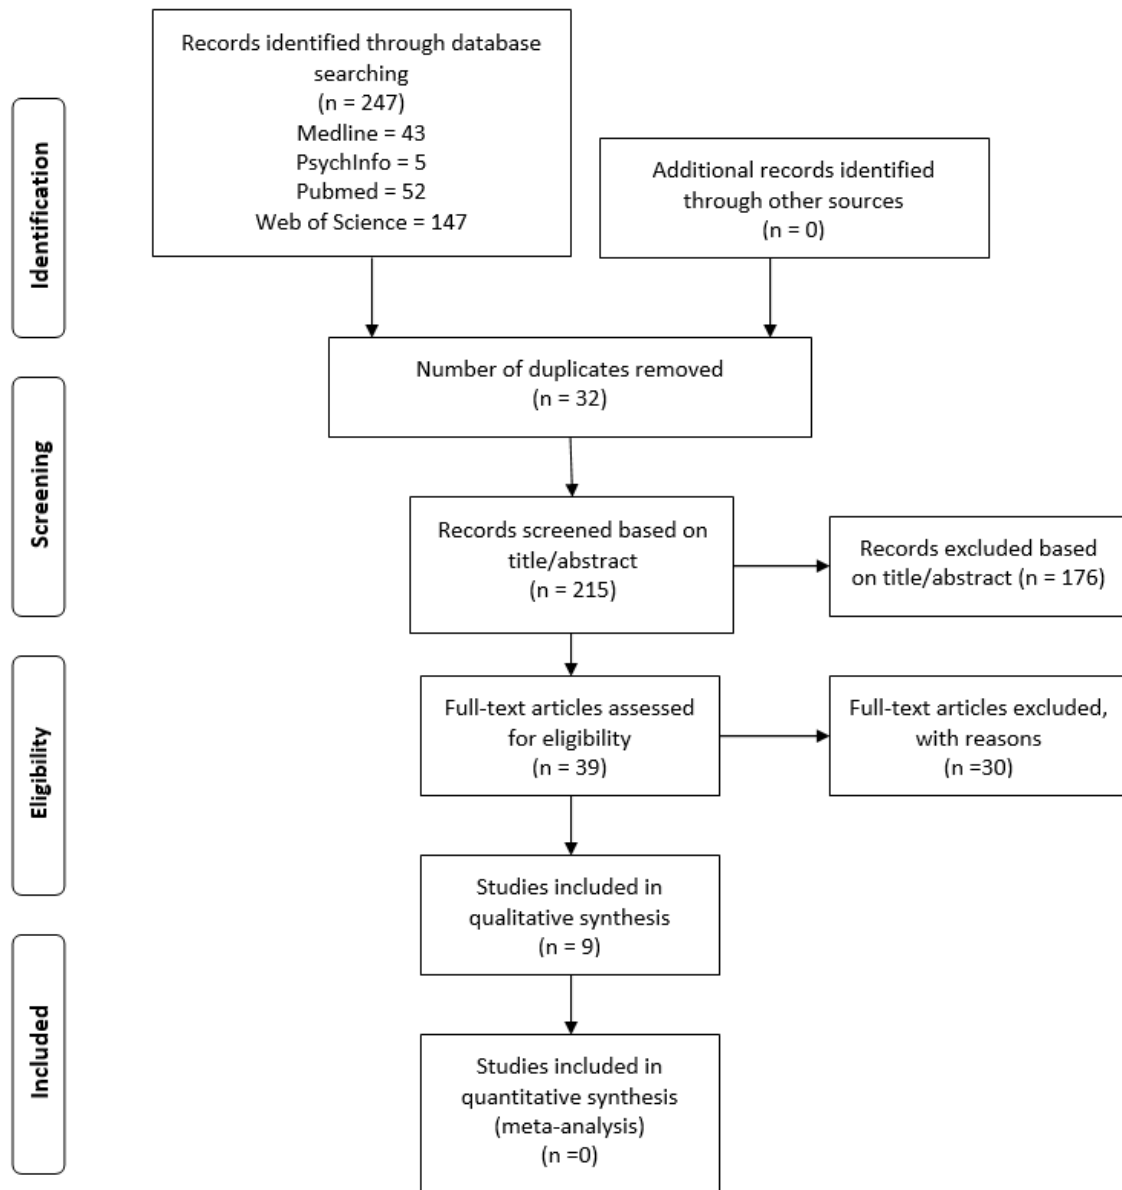 Records identified through database
searching
(n = 247)
Medline = 43
PsychInfo = 5
Pubmed = 52
Web of Science = 147
Additional records identified
through other sources
(n = 0)
Identification
Number of duplicates removed
(n = 32)
Screening
Records screened based on
title/abstract
(n = 215)
Records excluded based
on title/abstract (n = 176)
Eligibility
Full-text articles assessed
for eligibility
(n = 39)
Full-text articles excluded,
with reasons
(n =30)
Studies included in
qualitative synthesis
(n = 9)
Included
Studies included in
quantitative synthesis
(meta-analysis)
(n =0)